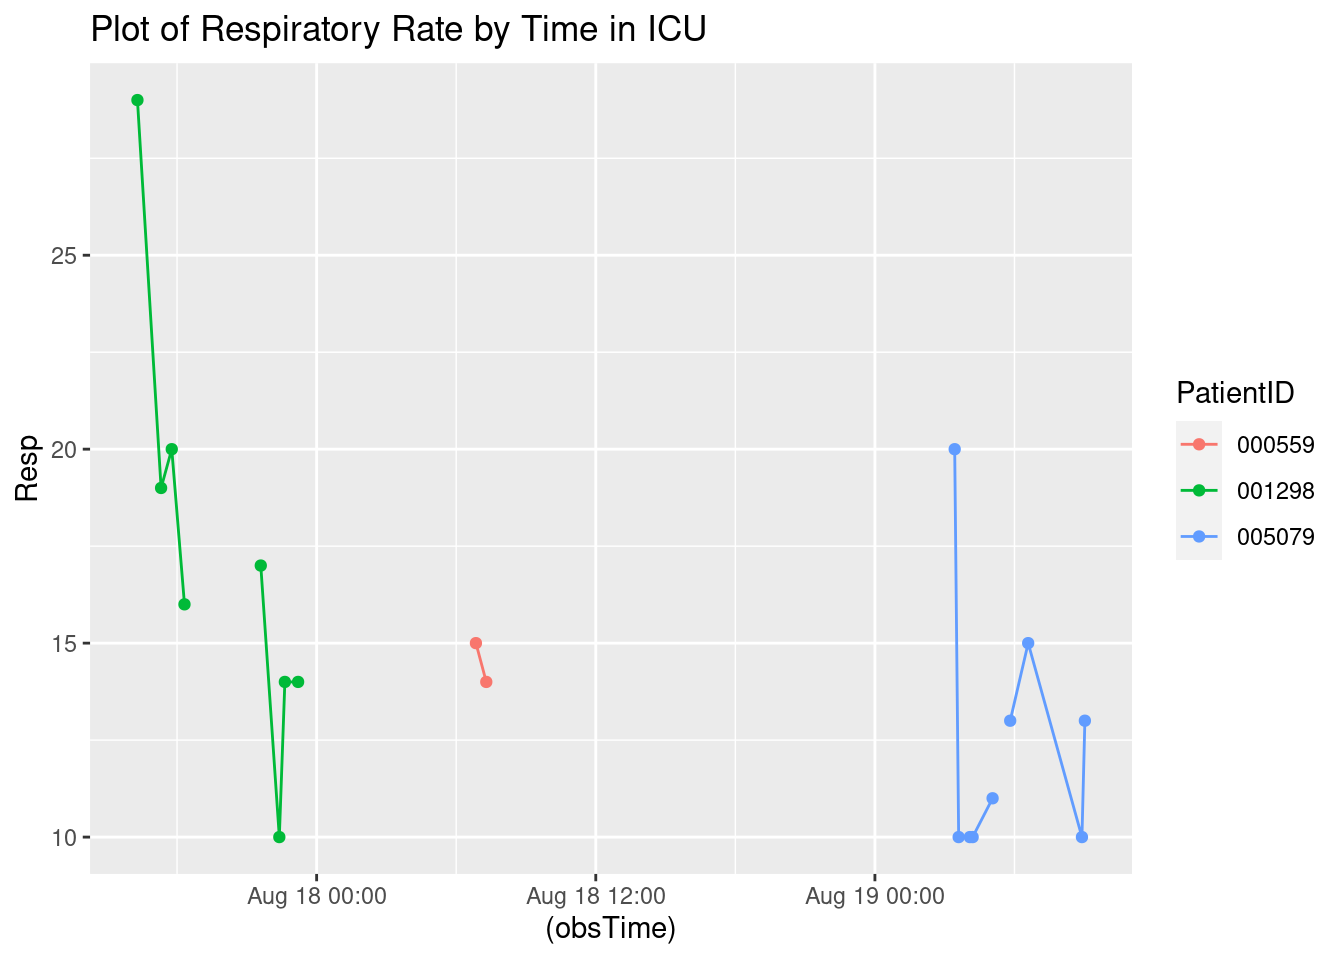 Plot of Respiratory Rate by Time in ICU
Resp
25
20
15
10
Aug 18 00:00
Aug 18 12:00
Aug 19 00:00
(obsTime)
PatientID
000559
001298
005079